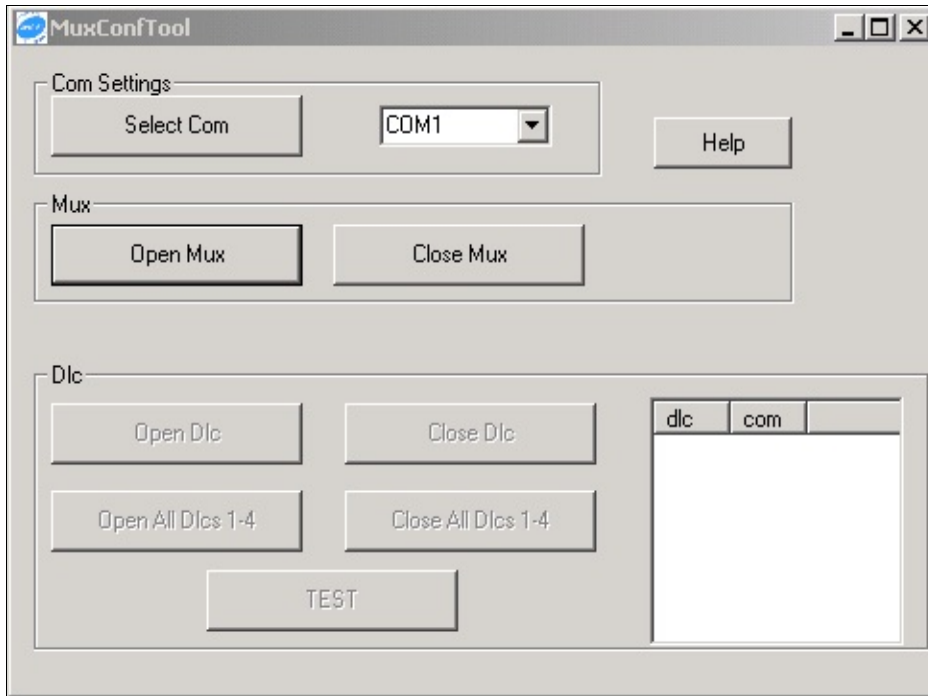 MuxConfTool
Com Settings
Select Com
COM1
Help
Mux
Open Mux
Close Mux
Dlc
Open Dlc
Close Dlc
dlc
com
Open All Dlcs 1-4
Close All Dlcs 1-4
TEST